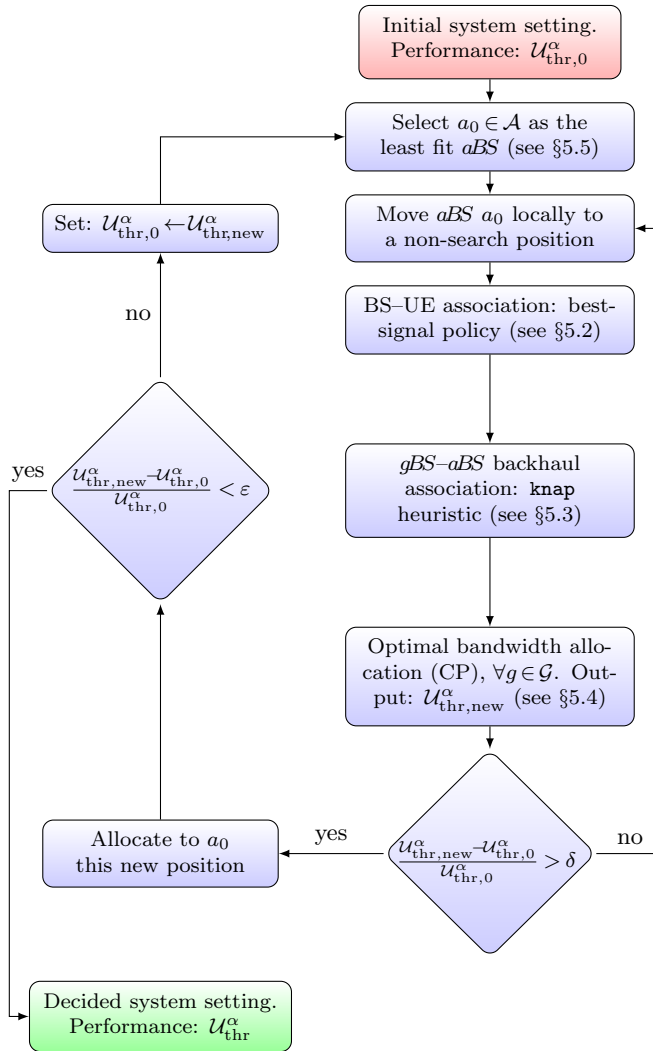 Initial system setting.
Performance: 𝒰^α_thr,0
Select a₀ ∈ 𝒜 as the
least fit aBS (see §5.5)
Move aBS a₀ locally to
a non-search position
BS–UE association: best-
signal policy (see §5.2)
gBS–aBS backhaul
association: knap
heuristic (see §5.3)
Optimal bandwidth allo-
cation (CP), ∀g ∈ 𝒢. Out-
put: 𝒰^α_thr,new (see §5.4)
𝒰^α_thr,new–𝒰^α_thr,0
𝒰^α_thr,0
> δ
no
yes
Allocate to a₀
this new position
𝒰^α_thr,new–𝒰^α_thr,0
𝒰^α_thr,0
< ε
no
Set: 𝒰^α_thr,0 ← 𝒰^α_thr,new
yes
Decided system setting.
Performance: 𝒰^α_thr